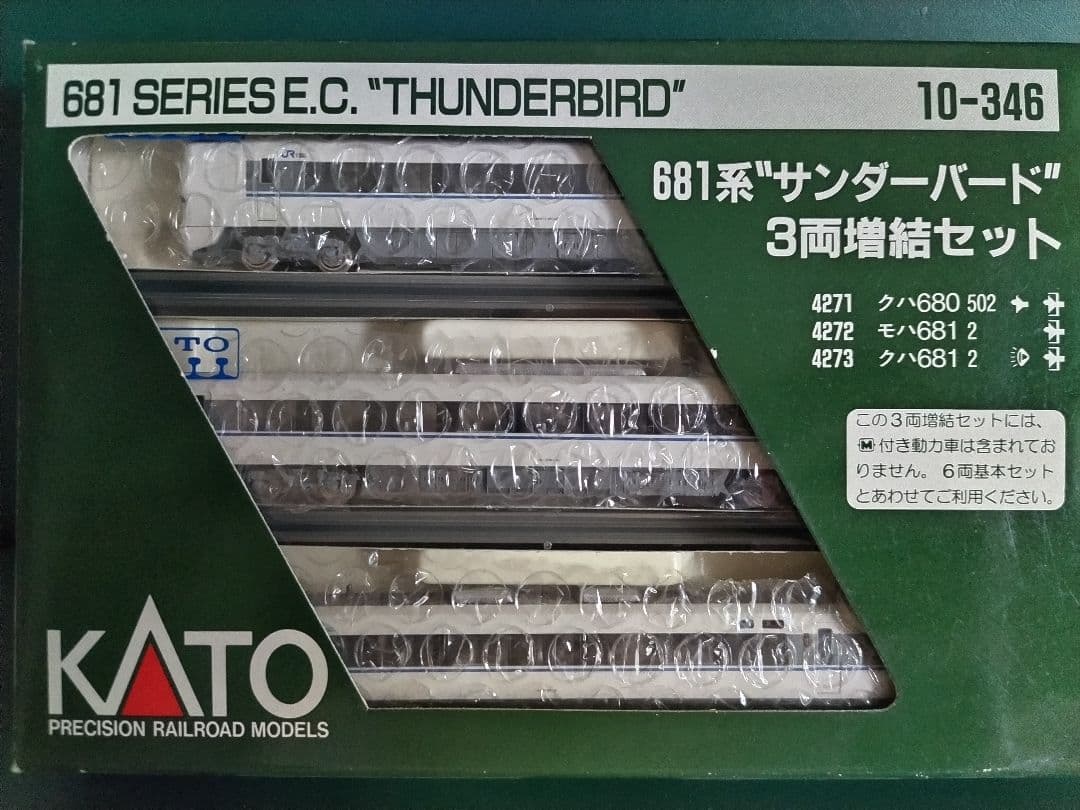 681 SERIES E.C. "THUNDERBIRD" 10-346
681系"サンダーバード"
3両増結セット
4271 クハ680 502
4272 モハ681 2
4273 クハ681 2
この3両増結セットには、
M付き動力車は含まれてお
りません。6両基本セット
とあわせてご利用ください。
JR
TO
KATO
PRECISION RAILROAD MODELS